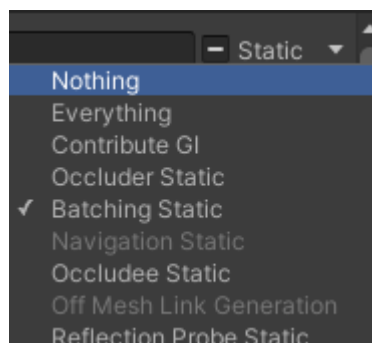 Static
Nothing
Everything
Contribute GI
Occluder Static
Batching Static
Navigation Static
Occludee Static
Off Mesh Link Generation
Reflection Probe Static